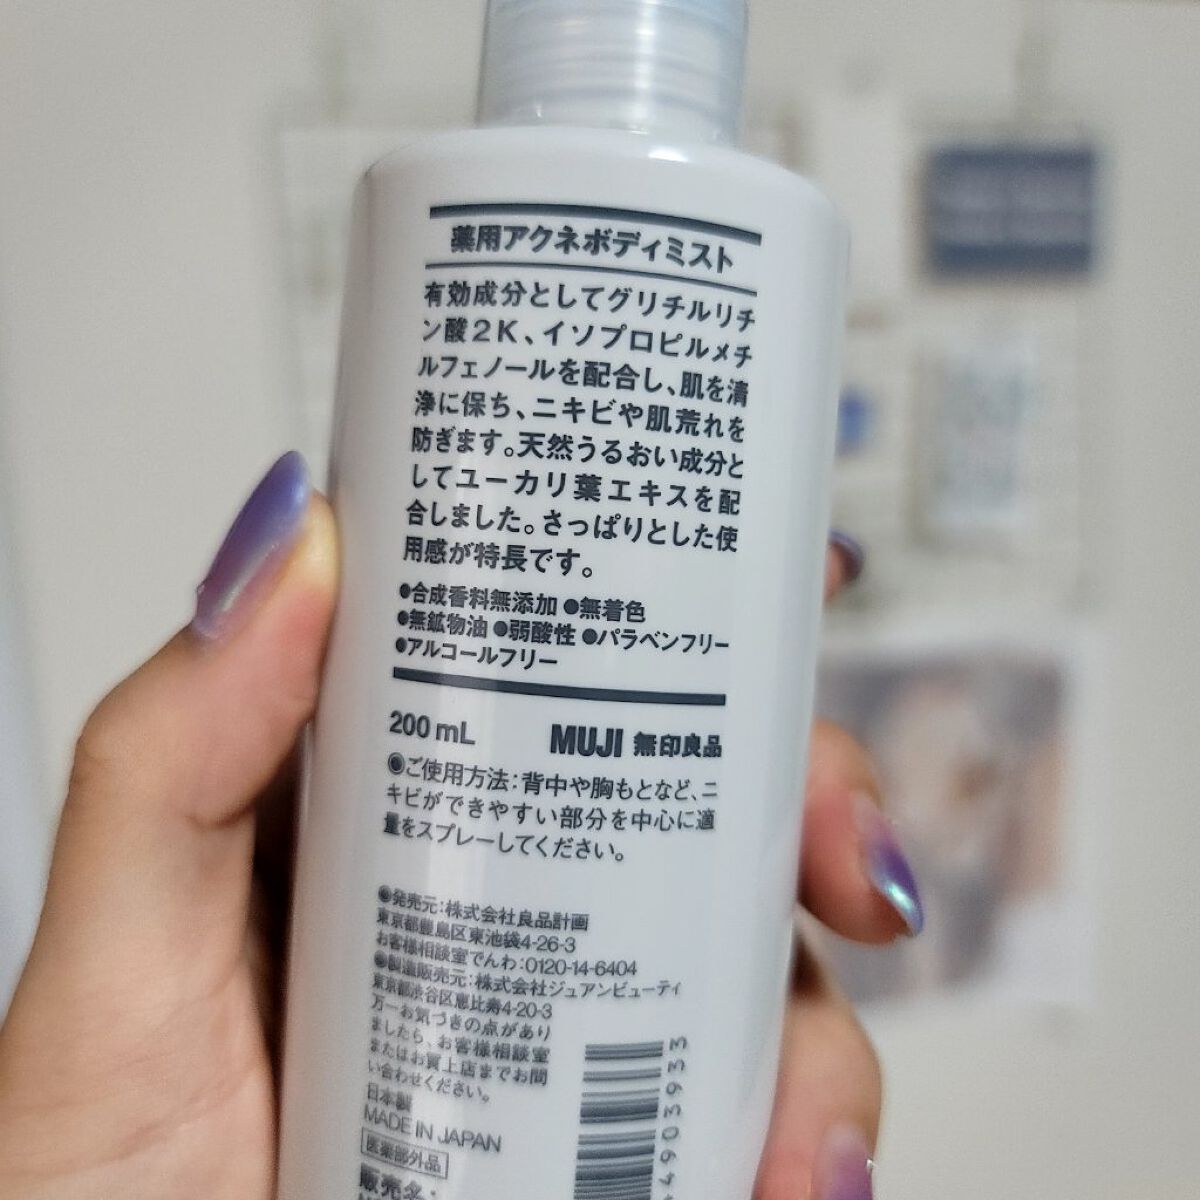 薬用アクネボディミスト
有効成分としてグリチルリチ
ン酸2K、イソプロピルメチ
ルフェノールを配合し、肌を清
浄に保ち、ニキビや肌荒れを
防ぎます。天然うるおい成分と
してユーカリ葉エキスを配
合しました。さっぱりとした使
用感が特長です。
●合成香料無添加 ●無着色
●無鉱物油 ●弱酸性 ●パラベンフリー
●アルコールフリー
200mL MUJI 無印良品
●ご使用方法:背中や胸もとなど、ニ
キビができやすい部分を中心に適
量をスプレーしてください。
●発売元:株式会社良品計画
東京都豊島区東池袋4-26-3
お客様相談室でんわ:0120-14-6404
●製造販売元:株式会社ジュアンビューティ
東京都渋谷区恵比寿4-20-3
万一お気づきの点があり
ましたら、お客様相談室
またはお買上店までお問
い合わせください。
日本製
MADE IN JAPAN
医薬部外品
販売名:
4903933